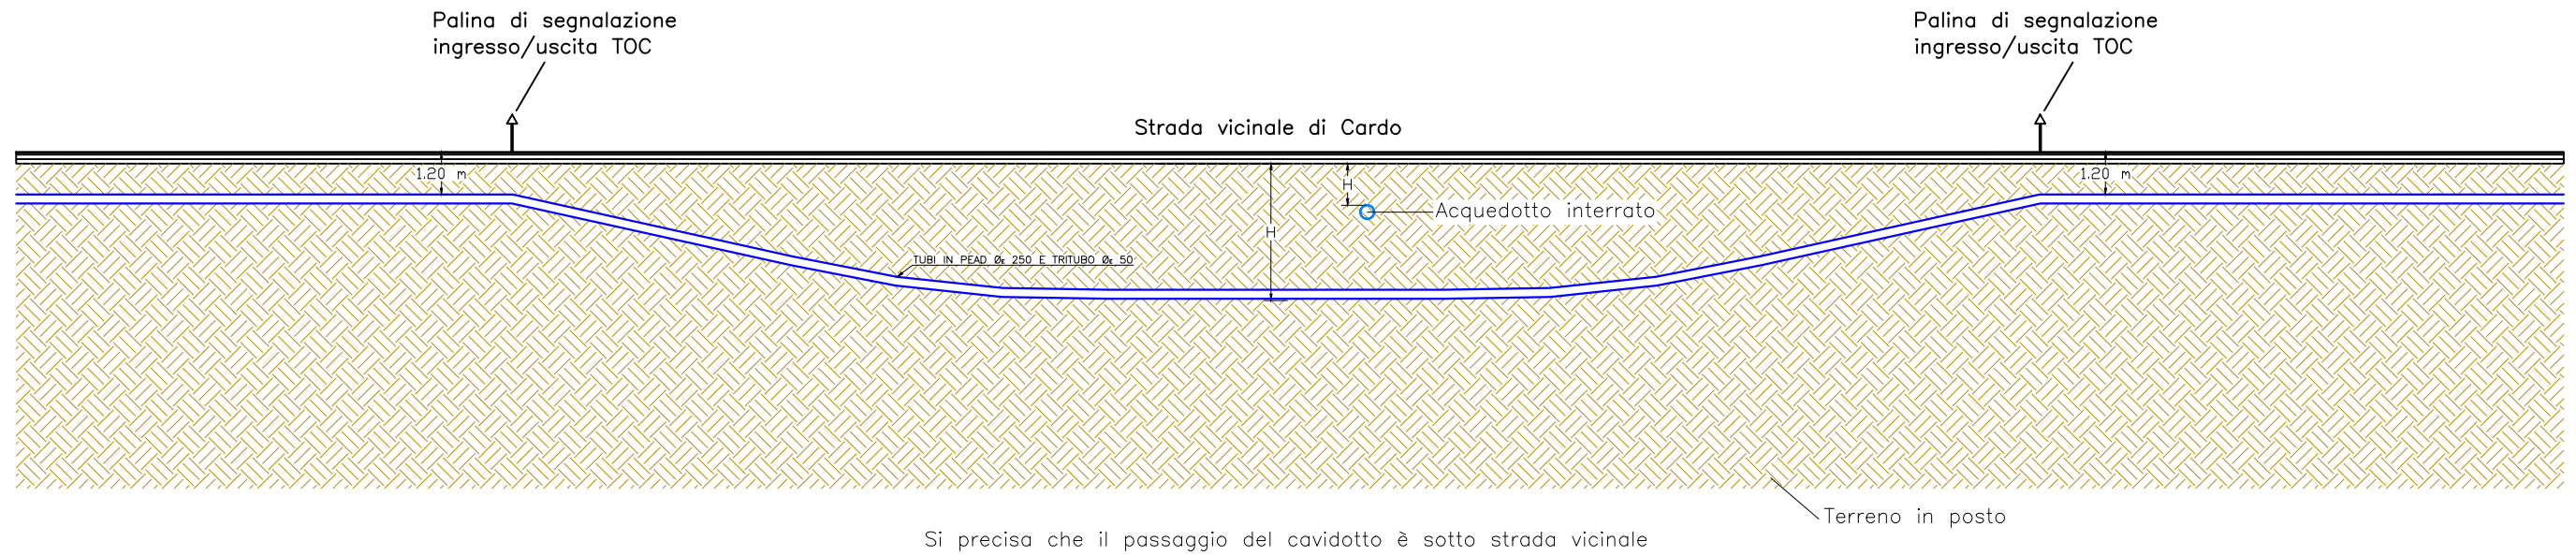 Palina di segnalazione
ingresso/uscita TOC
Palina di segnalazione
ingresso/uscita TOC
Strada vicinale di Cardo
1.20 m
H
1.20 m
Acquedotto interrato
H
TUBI IN PEAD ØE 250 E TRITUBO ØE 50
Terreno in posto
Si precisa che il passaggio del cavidotto è sotto strada vicinale